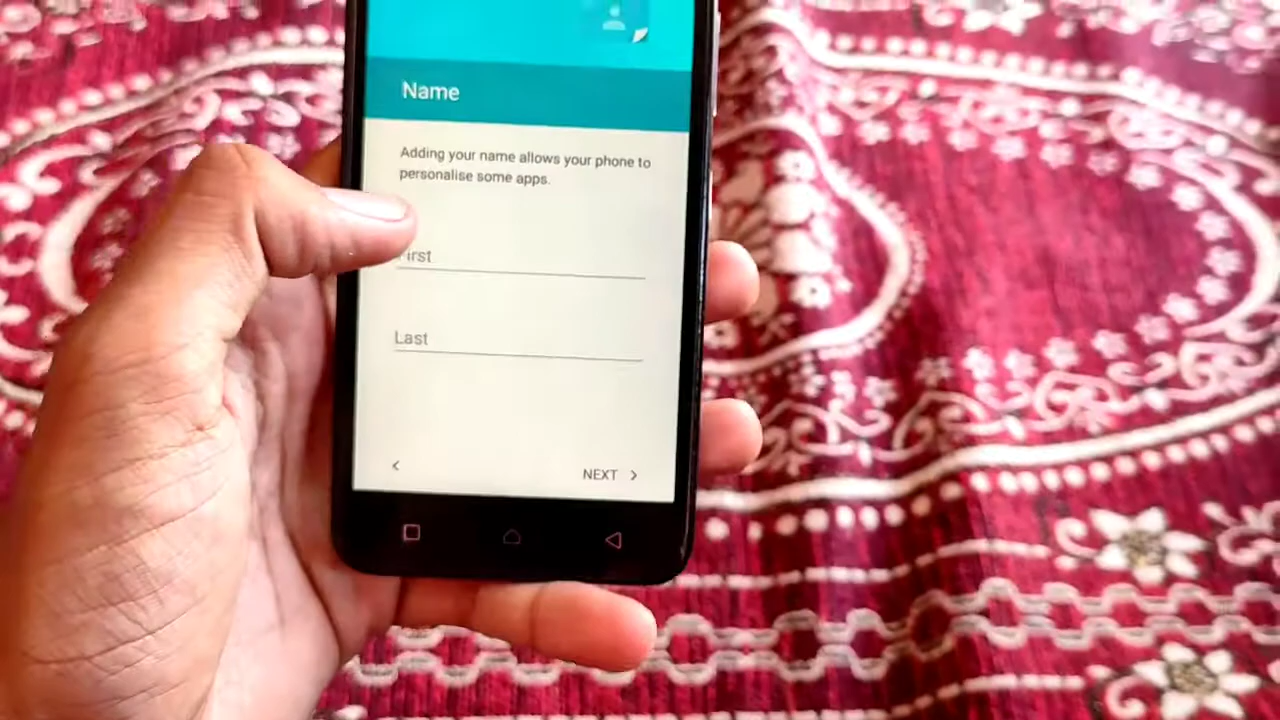 Name
Adding your name allows your phone to
personalise some apps.
First
Last
NEXT